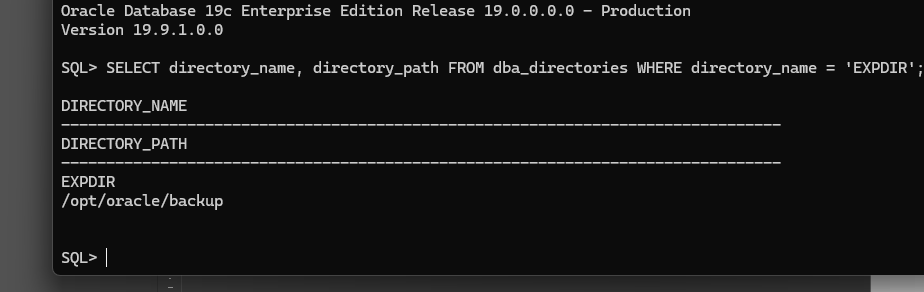 Oracle Database 19c Enterprise Edition Release 19.0.0.0.0 - Production
Version 19.9.1.0.0
SQL> SELECT directory_name, directory_path FROM dba_directories WHERE directory_name = 'EXPDIR';
DIRECTORY_NAME
--------------------------------------------------------------------------------
DIRECTORY_PATH
--------------------------------------------------------------------------------
EXPDIR
/opt/oracle/backup
SQL>